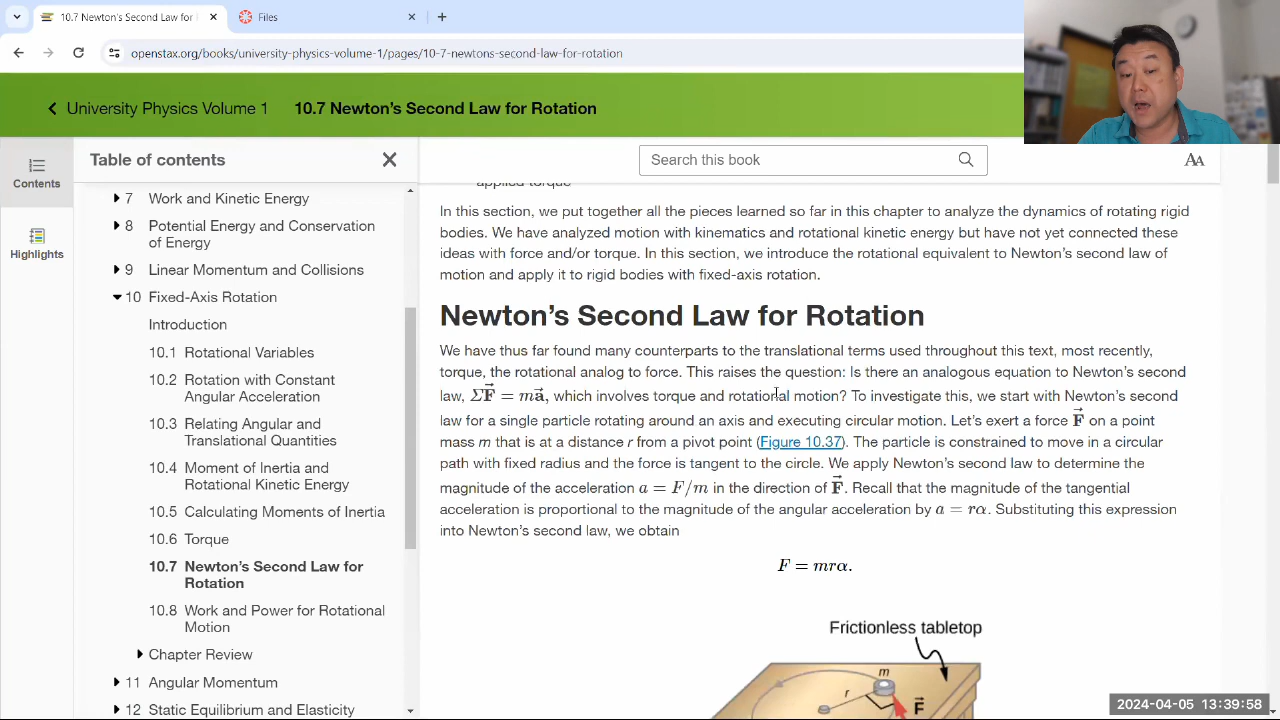 10.7 Newton's Second Law for
Files
openstax.org/books/university-physics-volume-1/pages/10-7-newtons-second-law-for-rotation
University Physics Volume 1
10.7 Newton's Second Law for Rotation
Contents
Highlights
Table of contents
7 Work and Kinetic Energy
8 Potential Energy and Conservation
of Energy
9 Linear Momentum and Collisions
10 Fixed-Axis Rotation
Introduction
10.1 Rotational Variables
10.2 Rotation with Constant
Angular Acceleration
10.3 Relating Angular and
Translational Quantities
10.4 Moment of Inertia and
Rotational Kinetic Energy
10.5 Calculating Moments of Inertia
10.6 Torque
10.7 Newton's Second Law for
Rotation
10.8 Work and Power for Rotational
Motion
Chapter Review
11 Angular Momentum
12 Static Equilibrium and Elasticity
Search this book
AA
applied torque
In this section, we put together all the pieces learned so far in this chapter to analyze the dynamics of rotating rigid
bodies. We have analyzed motion with kinematics and rotational kinetic energy but have not yet connected these
ideas with force and/or torque. In this section, we introduce the rotational equivalent to Newton's second law of
motion and apply it to rigid bodies with fixed-axis rotation.
Newton's Second Law for Rotation
We have thus far found many counterparts to the translational terms used throughout this text, most recently,
torque, the rotational analog to force. This raises the question: Is there an analogous equation to Newton's second
law, ΣF⃗ = ma⃗, which involves torque and rotational motion? To investigate this, we start with Newton's second
law for a single particle rotating around an axis and executing circular motion. Let's exert a force F⃗ on a point
mass m that is at a distance r from a pivot point (Figure 10.37). The particle is constrained to move in a circular
path with fixed radius and the force is tangent to the circle. We apply Newton's second law to determine the
magnitude of the acceleration a = F/m in the direction of F⃗. Recall that the magnitude of the tangential
acceleration is proportional to the magnitude of the angular acceleration by a = rα. Substituting this expression
into Newton's second law, we obtain
F = mrα.
Frictionless tabletop
m
r
F⃗
2024-04-05 13:39:58